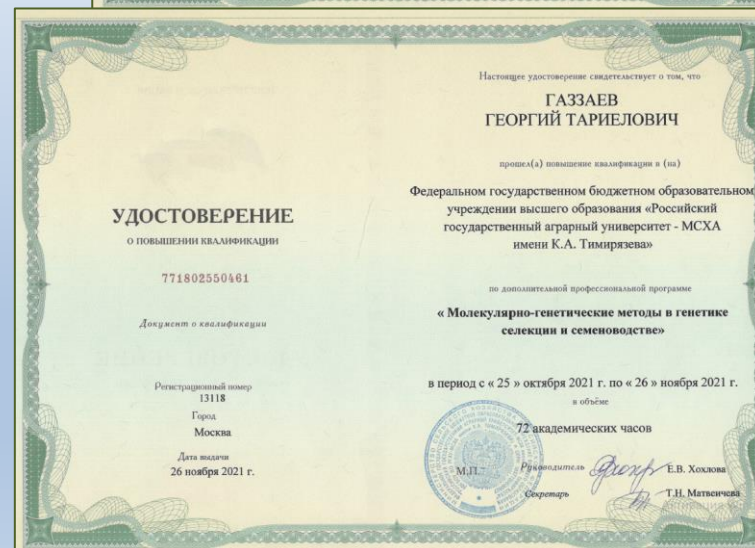 УДОСТОВЕРЕНИЕ
О ПОВЫШЕНИИ КВАЛИФИКАЦИИ
771802550461
Документ о квалификации
Регистрационный номер
13118
Город
Москва
Дата выдачи
26 ноября 2021 г.
Настоящее удостоверение свидетельствует о том, что
ГАЗЗАЕВ
ГЕОРГИЙ ТАРИЕЛОВИЧ
прошел(а) повышение квалификации в (на)
Федеральном государственном бюджетном образовательном
учреждении высшего образования «Российский
государственный аграрный университет - МСХА
имени К.А. Тимирязева»
по дополнительной профессиональной программе
« Молекулярно-генетические методы в генетике
селекции и семеноводстве»
в период с « 25 » октября 2021 г. по « 26 » ноября 2021 г.
в объёме
72 академических часов
М.П.
Руководитель Е.В. Хохлова
Секретарь Т.Н. Матвеичева